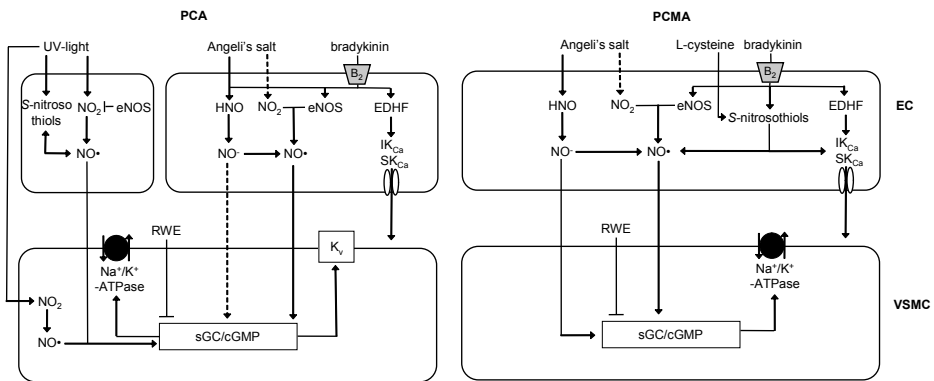 PCA
PCMA
UV-light
Angeli's salt
bradykinin
Angeli's salt
L-cysteine
bradykinin
B2
B2
S-nitroso
thiols
NO2
eNOS
HNO
NO2
eNOS
EDHF
HNO
NO2
eNOS
S-nitrosothiols
EDHF
EC
NO•
NO-
NO•
IKCa
SKCa
NO-
NO•
IKCa
SKCa
RWE
Kv
RWE
Na+/K+
-ATPase
Na+/K+
-ATPase
NO2
VSMC
NO•
sGC/cGMP
sGC/cGMP